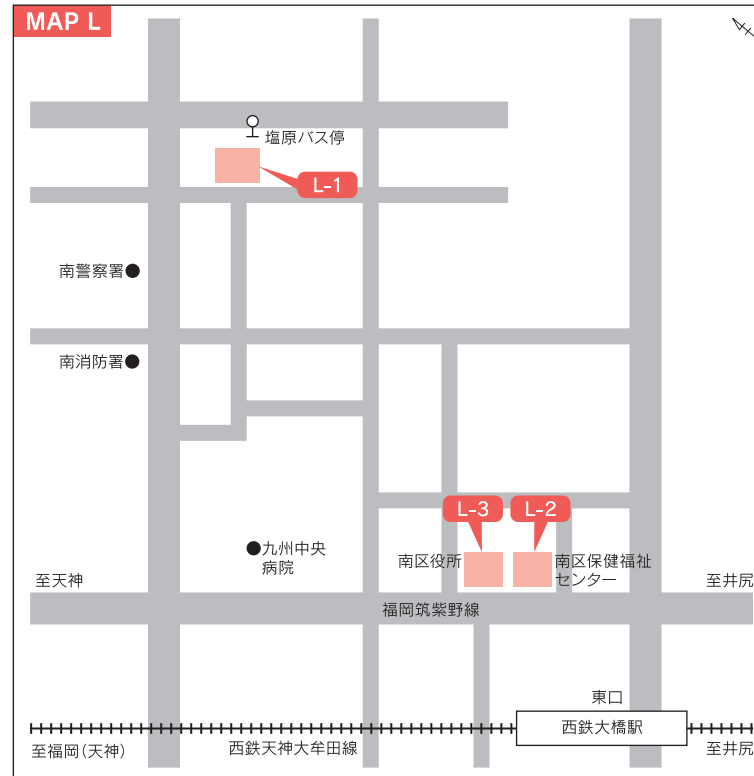 MAP L
塩原バス停
L-1
南警察署
南消防署
L-3
L-2
九州中央
病院
南区役所
南区保健福祉
センター
至天神
至井尻
福岡筑紫野線
東口
西鉄大橋駅
至福岡(天神)
西鉄天神大牟田線
至井尻